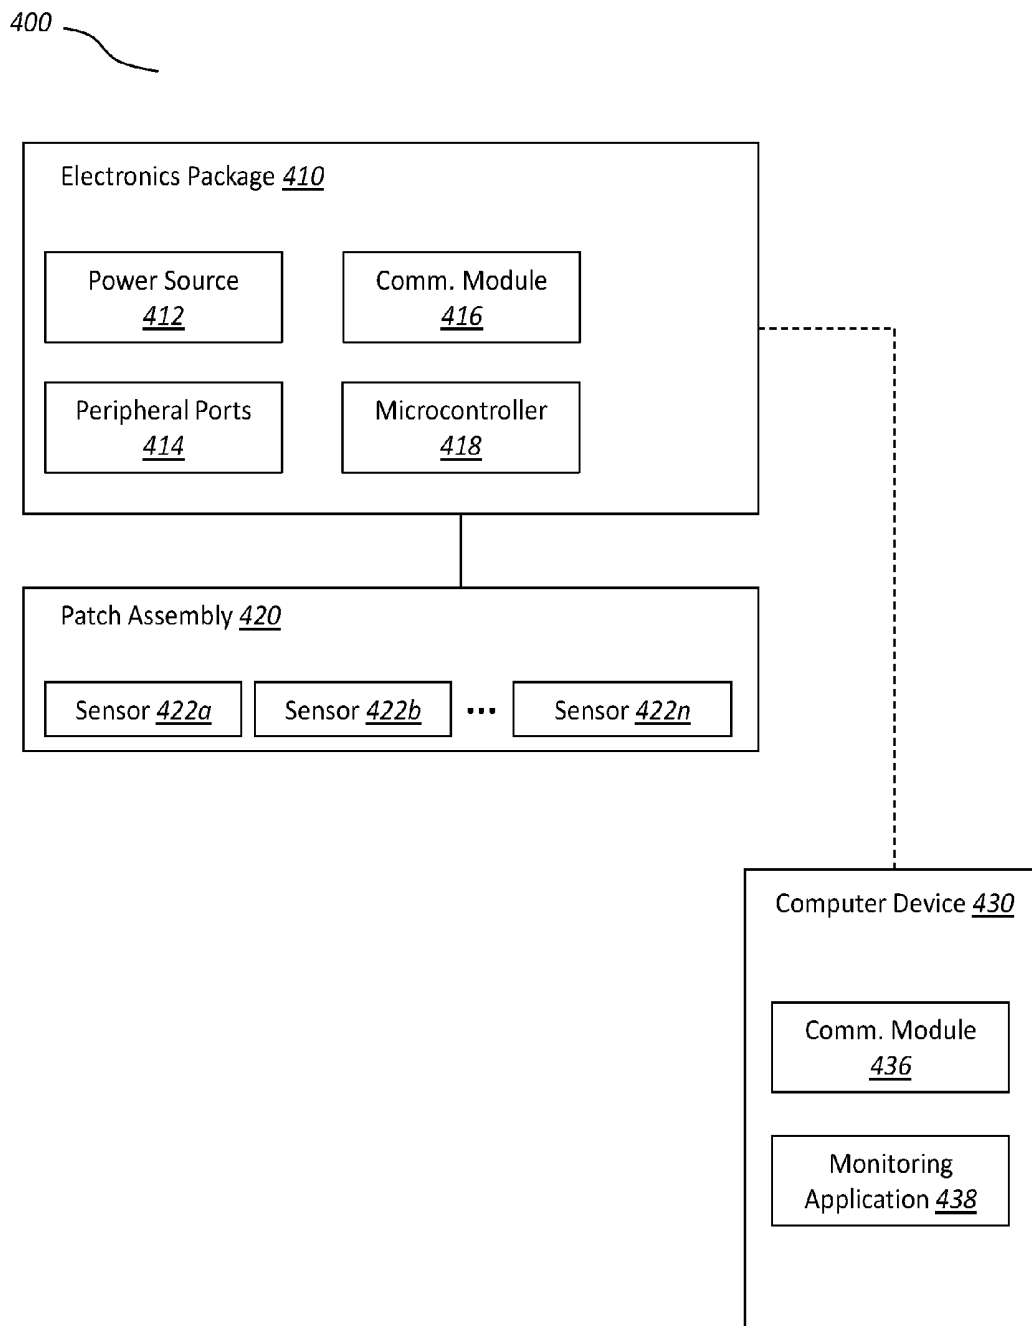 400
Electronics Package 410
Power Source
412
Comm. Module
416
Peripheral Ports
414
Microcontroller
418
Patch Assembly 420
Sensor 422a
Sensor 422b
...
Sensor 422n
Computer Device 430
Comm. Module
436
Monitoring
Application 438